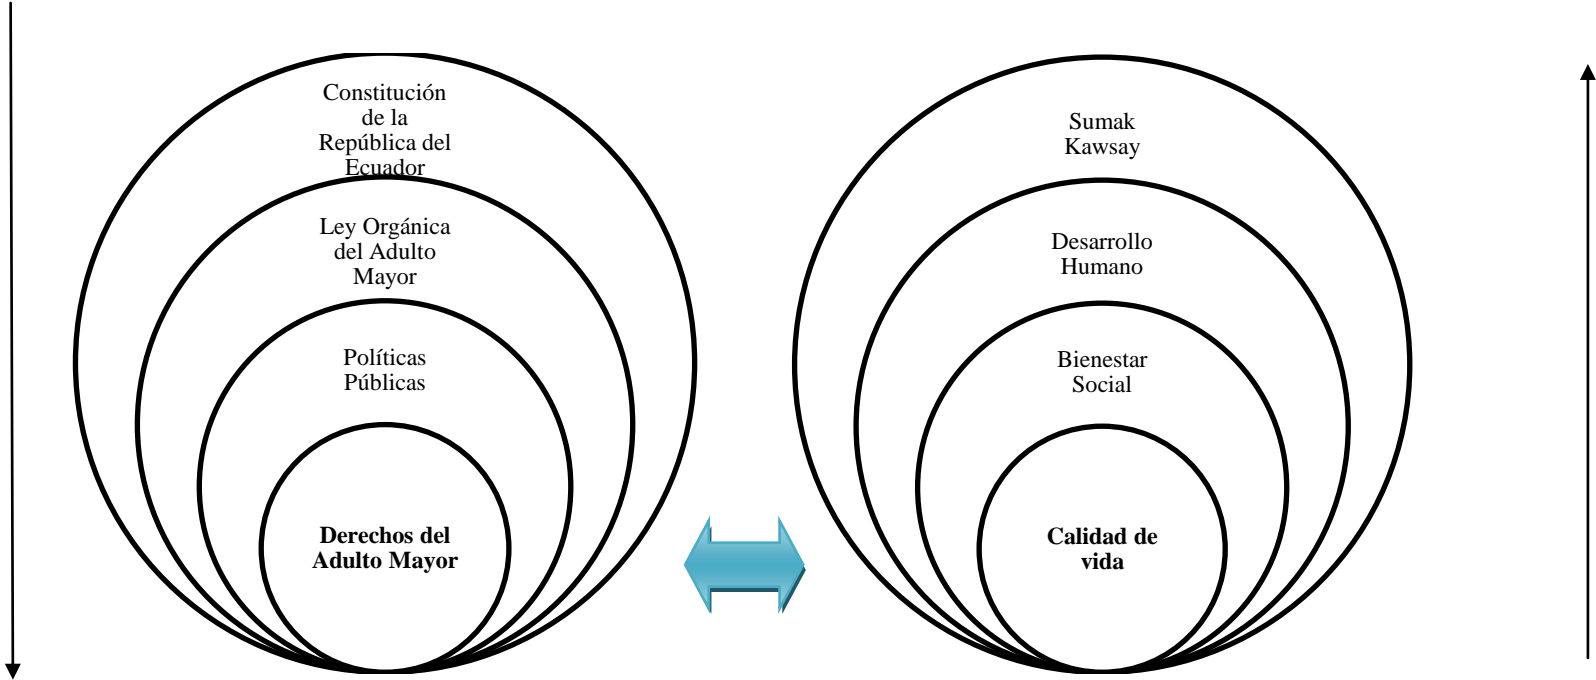 Constitución
de la
República del
Ecuador
Ley Orgánica
del Adulto
Mayor
Políticas
Públicas
Derechos del
Adulto Mayor
Sumak
Kawsay
Desarrollo
Humano
Bienestar
Social
Calidad de
vida